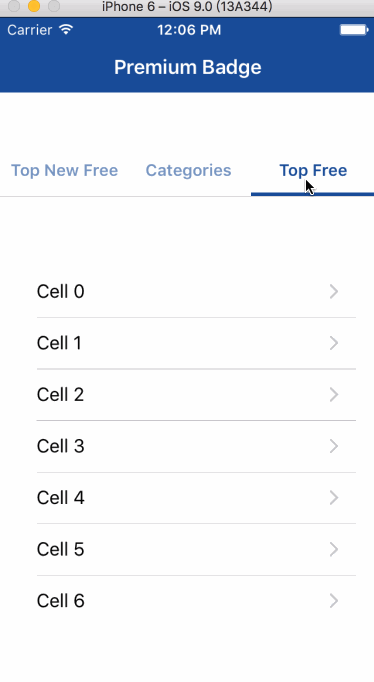 iPhone 6 – iOS 9.0 (13A344)
Carrier 12:06 PM
Premium Badge
Top New Free Categories Top Free
Cell 0
Cell 1
Cell 2
Cell 3
Cell 4
Cell 5
Cell 6